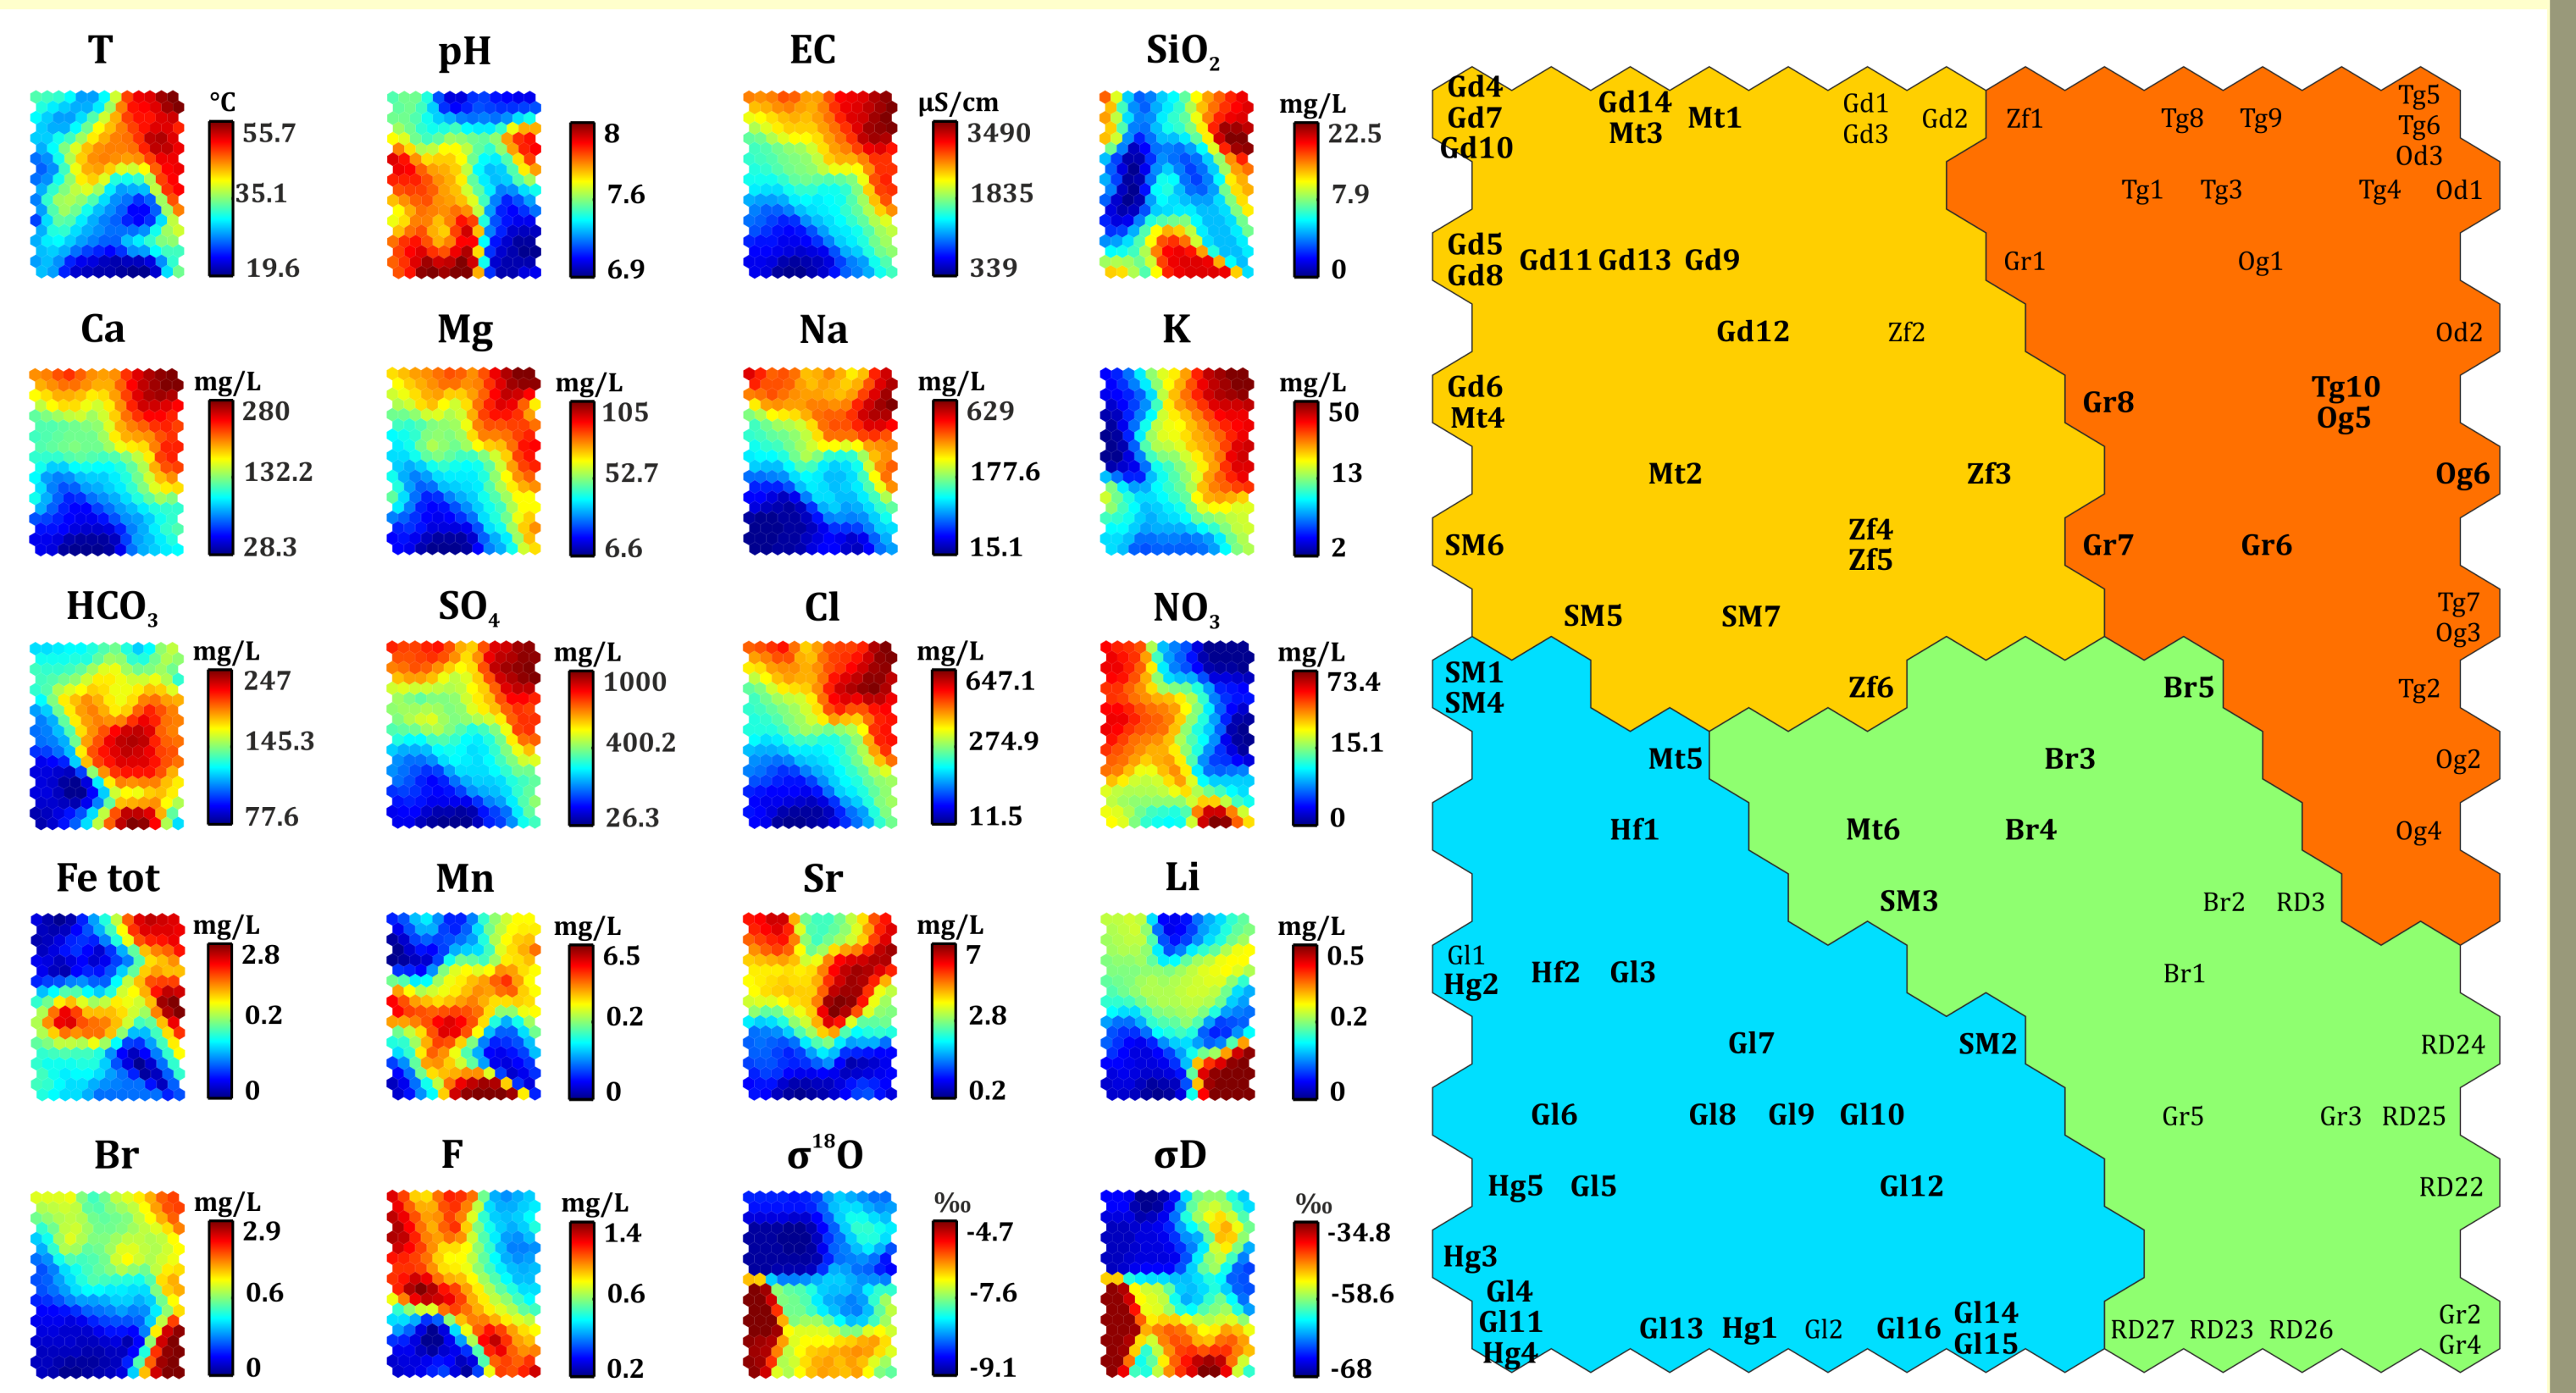 T
°C
55.7
35.1
19.6
pH
8
7.6
6.9
EC
μS/cm
3490
1835
339
SiO₂
mg/L
22.5
7.9
0
Ca
mg/L
280
132.2
28.3
Mg
mg/L
105
52.7
6.6
Na
mg/L
629
177.6
15.1
K
mg/L
50
13
2
HCO₃
mg/L
247
145.3
77.6
SO₄
mg/L
1000
400.2
26.3
Cl
mg/L
647.1
274.9
11.5
NO₃
mg/L
73.4
15.1
0
Fe tot
mg/L
2.8
0.2
0
Mn
mg/L
6.5
0.2
0
Sr
mg/L
7
2.8
0.2
Li
mg/L
0.5
0.2
0
Br
mg/L
2.9
0.6
0
F
mg/L
1.4
0.6
0.2
σ¹⁸O
‰
-4.7
-7.6
-9.1
σD
‰
-34.8
-58.6
-68
Gd4
Gd7
Gd10
Gd14
Mt3
Mt1
Gd1
Gd3
Gd2
Zf1
Tg8
Tg9
Tg5
Tg6
Od3
Tg1
Tg3
Tg4
Od1
Gd5
Gd8
Gd11
Gd13
Gd9
Gr1
Og1
Gd12
Zf2
Od2
Gd6
Mt4
Gr8
Tg10
Og5
Mt2
Zf3
Og6
SM6
Zf4
Zf5
Gr7
Gr6
SM5
SM7
Tg7
Og3
SM1
SM4
Zf6
Br5
Tg2
Mt5
Br3
Og2
Hf1
Mt6
Br4
Og4
SM3
Br2
RD3
Gl1
Hg2
Hf2
Gl3
Br1
Gl7
SM2
RD24
Gl6
Gl8
Gl9
Gl10
Gr5
Gr3
RD25
Hg5
Gl5
Gl12
RD22
Hg3
Gl4
Gl11
Hg4
Gl13
Hg1
Gl2
Gl16
Gl14
Gl15
RD27
RD23
RD26
Gr2
Gr4